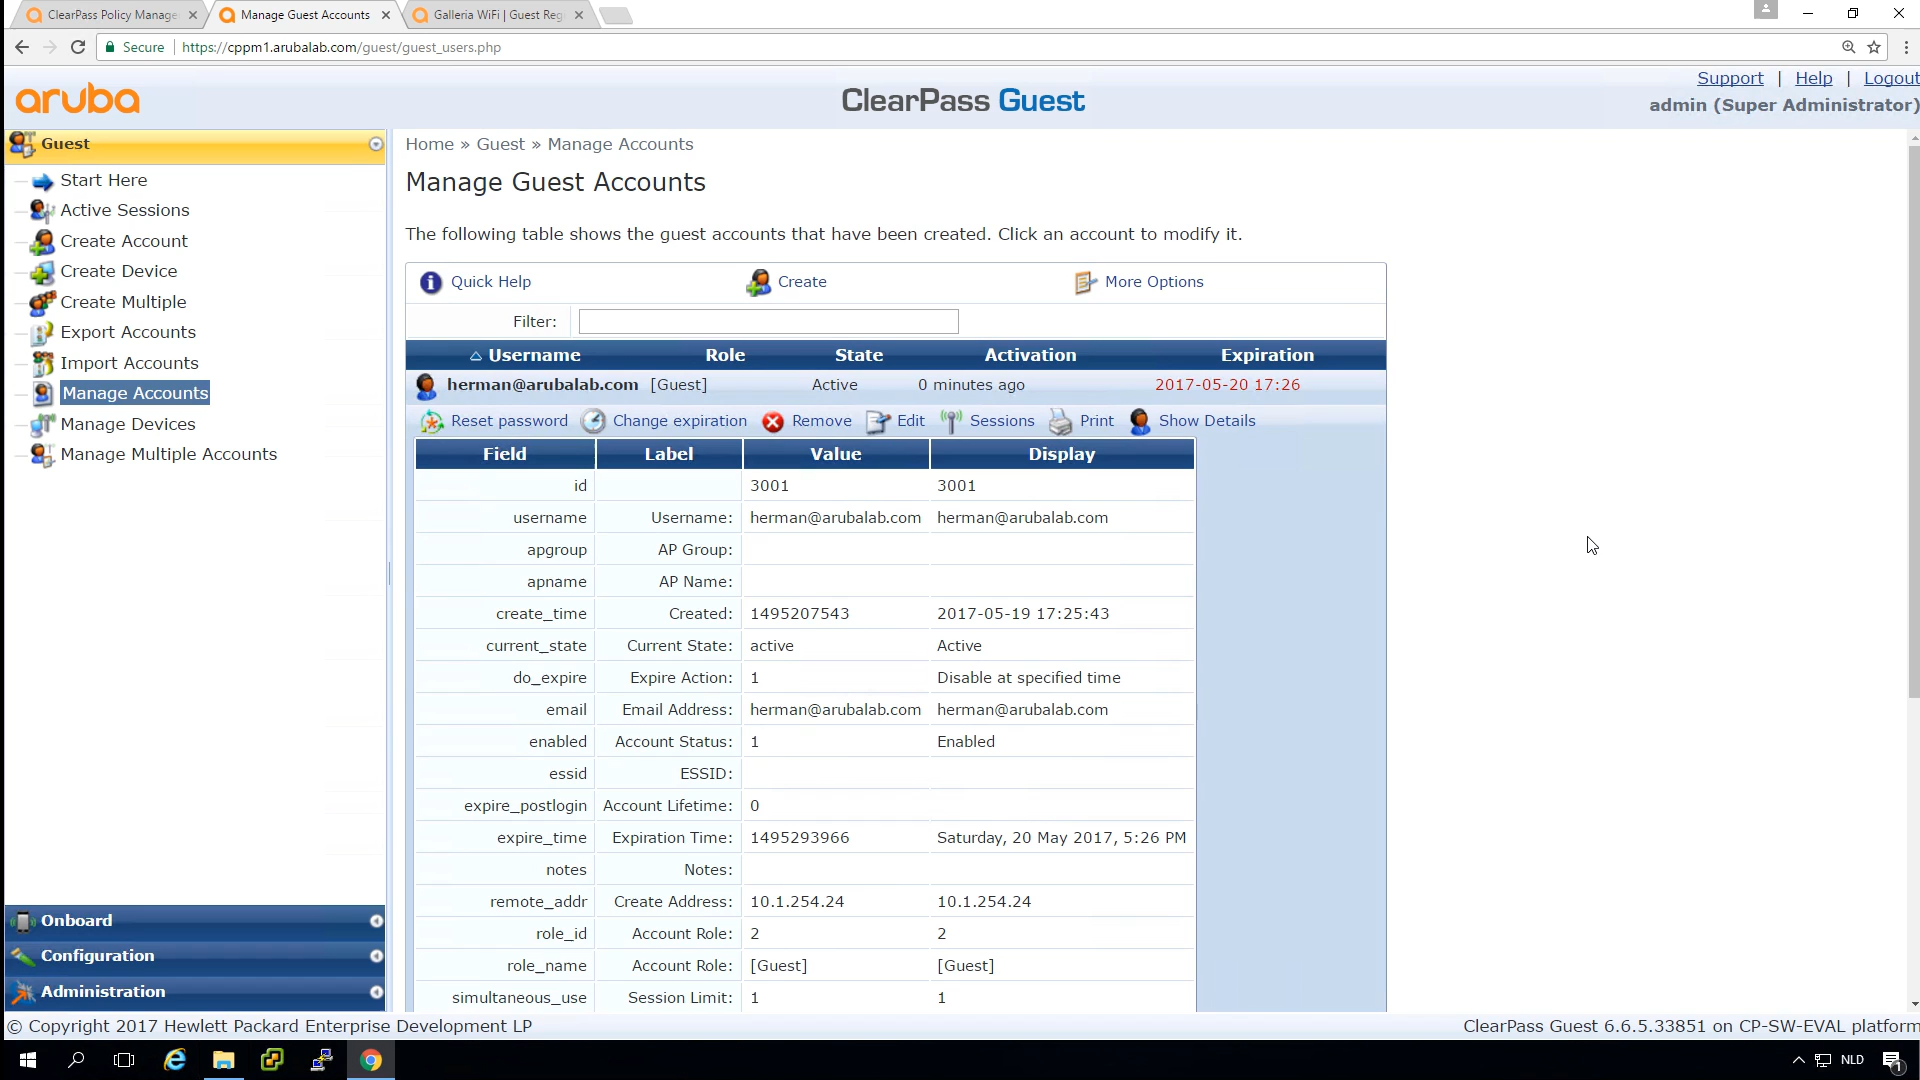 ClearPass Policy Manage
Manage Guest Accounts
Galleria WiFi | Guest Reg
Secure
https://cppm1.arubalab.com/guest/guest_users.php
Support | Help | Logout
aruba
ClearPass Guest
admin (Super Administrator)
Guest
Start Here
Active Sessions
Create Account
Create Device
Create Multiple
Export Accounts
Import Accounts
Manage Accounts
Manage Devices
Manage Multiple Accounts
Onboard
Configuration
Administration
Home » Guest » Manage Accounts
Manage Guest Accounts
The following table shows the guest accounts that have been created. Click an account to modify it.
Quick Help Create More Options
Filter:
Username Role State Activation Expiration
herman@arubalab.com [Guest] Active 0 minutes ago 2017-05-20 17:26
Reset password Change expiration Remove Edit Sessions Print Show Details
Field Label Value Display
id 3001 3001
username Username: herman@arubalab.com herman@arubalab.com
apgroup AP Group:
apname AP Name:
create_time Created: 1495207543 2017-05-19 17:25:43
current_state Current State: active Active
do_expire Expire Action: 1 Disable at specified time
email Email Address: herman@arubalab.com herman@arubalab.com
enabled Account Status: 1 Enabled
essid ESSID:
expire_postlogin Account Lifetime: 0
expire_time Expiration Time: 1495293966 Saturday, 20 May 2017, 5:26 PM
notes Notes:
remote_addr Create Address: 10.1.254.24 10.1.254.24
role_id Account Role: 2 2
role_name Account Role: [Guest] [Guest]
simultaneous_use Session Limit: 1 1
© Copyright 2017 Hewlett Packard Enterprise Development LP
ClearPass Guest 6.6.5.33851 on CP-SW-EVAL platform
NLD
1